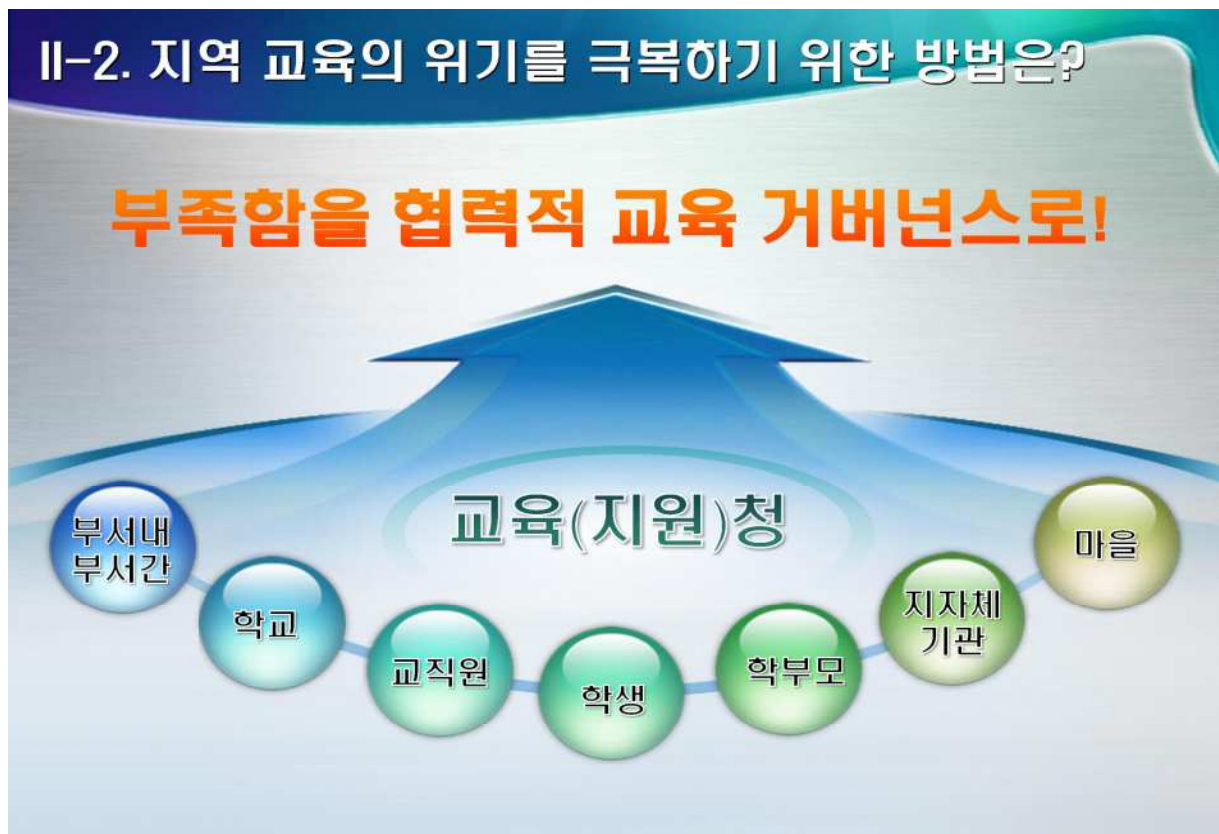 II-2. 지역 교육의 위기를 극복하기 위한 방법은?
부족함을 협력적 교육 거버넌스로!
교육(지원)청
부서내
부서간
학교
교직원
학생
학부모
지자체
기관
마을